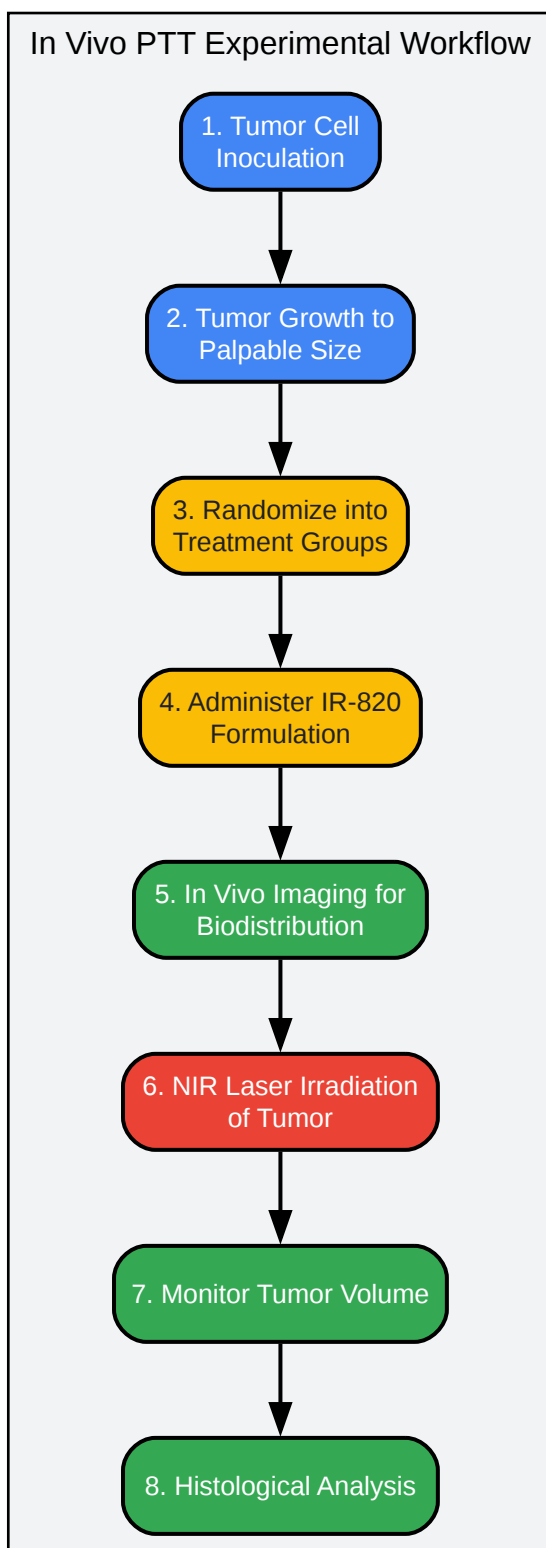 In Vivo PTT Experimental Workflow
1. Tumor Cell
Inoculation
2. Tumor Growth to
Palpable Size
3. Randomize into
Treatment Groups
4. Administer IR-820
Formulation
5. In Vivo Imaging for
Biodistribution
6. NIR Laser Irradiation
of Tumor
7. Monitor Tumor Volume
8. Histological Analysis